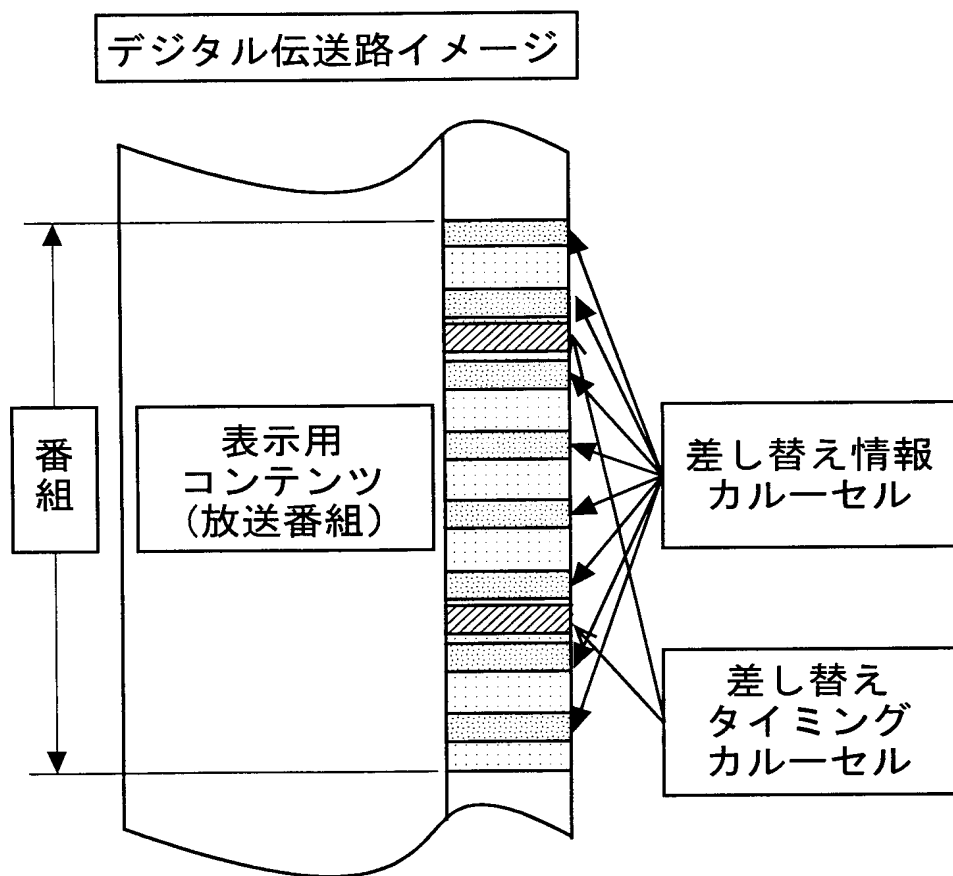 デジタル伝送路イメージ
番
組
表示用
コンテンツ
(放送番組)
差し替え情報
カルーセル
差し替え
タイミング
カルーセル